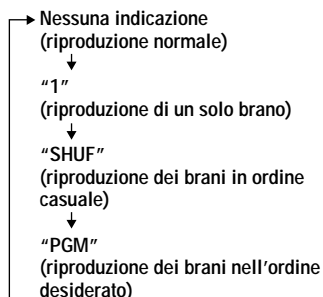 Nessuna indicazione
(riproduzione normale)
“1”
(riproduzione di un solo brano)
“SHUF”
(riproduzione dei brani in ordine
casuale)
“PGM”
(riproduzione dei brani nell’ordine
desiderato)